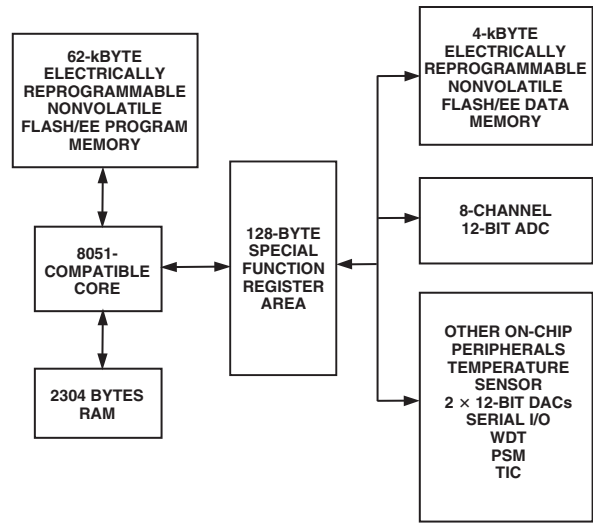 62-kBYTE
ELECTRICALLY
REPROGRAMMABLE
NONVOLATILE
FLASH/EE PROGRAM
MEMORY
8051-
COMPATIBLE
CORE
2304 BYTES
RAM
128-BYTE
SPECIAL
FUNCTION
REGISTER
AREA
4-kBYTE
ELECTRICALLY
REPROGRAMMABLE
NONVOLATILE
FLASH/EE DATA
MEMORY
8-CHANNEL
12-BIT ADC
OTHER ON-CHIP
PERIPHERALS
TEMPERATURE
SENSOR
2 × 12-BIT DACs
SERIAL I/O
WDT
PSM
TIC